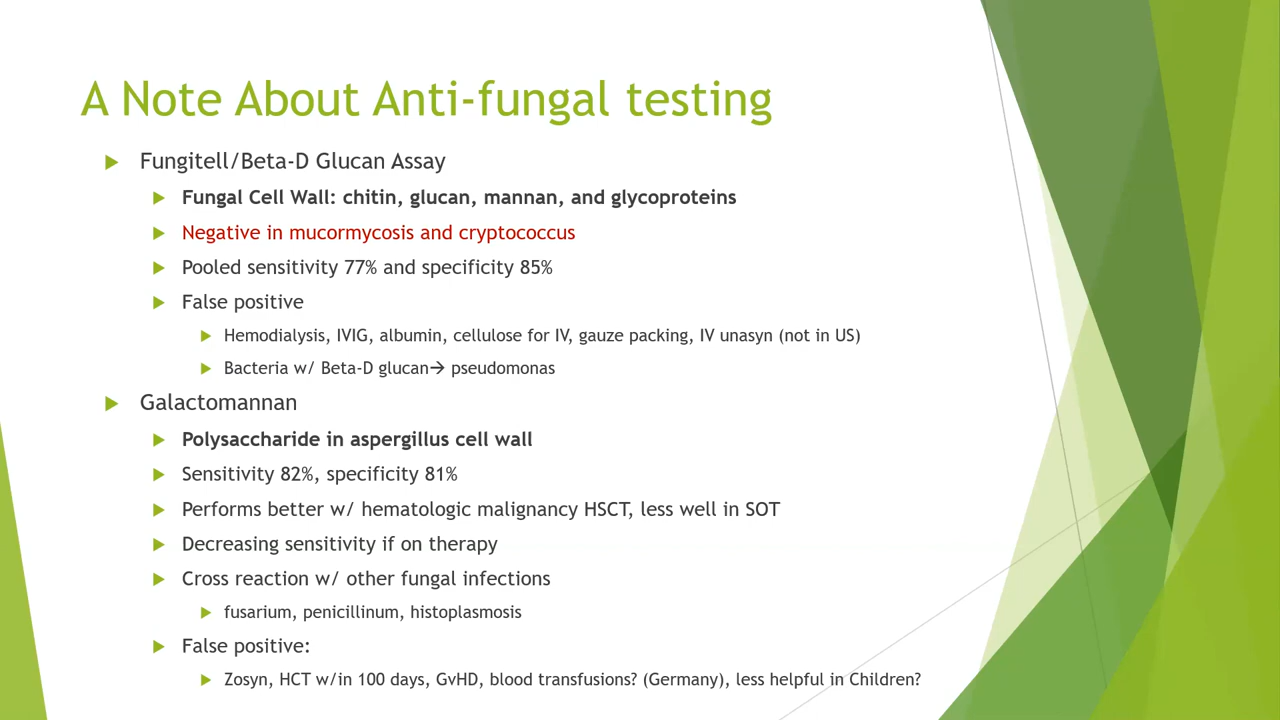 A Note About Anti-fungal testing
Fungitell/Beta-D Glucan Assay
Fungal Cell Wall: chitin, glucan, mannan, and glycoproteins
Negative in mucormycosis and cryptococcus
Pooled sensitivity 77% and specificity 85%
False positive
Hemodialysis, IVIG, albumin, cellulose for IV, gauze packing, IV unasyn (not in US)
Bacteria w/ Beta-D glucan→ pseudomonas
Galactomannan
Polysaccharide in aspergillus cell wall
Sensitivity 82%, specificity 81%
Performs better w/ hematologic malignancy HSCT, less well in SOT
Decreasing sensitivity if on therapy
Cross reaction w/ other fungal infections
fusarium, penicillinum, histoplasmosis
False positive:
Zosyn, HCT w/in 100 days, GvHD, blood transfusions? (Germany), less helpful in Children?